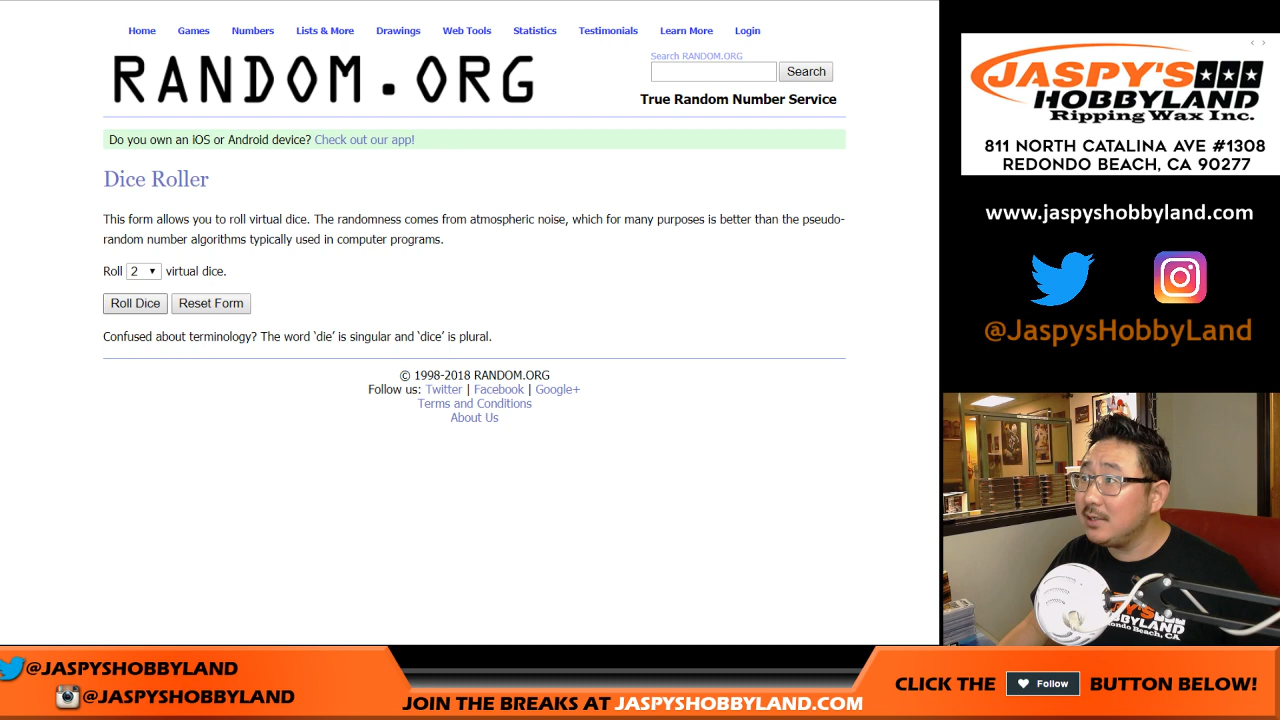 Home Games Numbers Lists & More Drawings Web Tools Statistics Testimonials Learn More Login
RANDOM.ORG
Search RANDOM.ORG
Search
True Random Number Service
Do you own an iOS or Android device? Check out our app!
Dice Roller
This form allows you to roll virtual dice. The randomness comes from atmospheric noise, which for many purposes is better than the pseudo-
random number algorithms typically used in computer programs.
Roll 2 virtual dice.
Roll Dice Reset Form
Confused about terminology? The word ‘die’ is singular and ‘dice’ is plural.
© 1998-2018 RANDOM.ORG
Follow us: Twitter | Facebook | Google+
Terms and Conditions
About Us
JASPY'S
HOBBYLAND
Ripping Wax Inc.
811 NORTH CATALINA AVE #1308
REDONDO BEACH, CA 90277
www.jaspyshobbyland.com
@JaspysHobbyLand
HOBBYLAND
Redondo Beach, CA
@JASPYSHOBBYLAND
@JASPYSHOBBYLAND
JOIN THE BREAKS AT JASPYSHOBBYLAND.COM
CLICK THE Follow BUTTON BELOW!